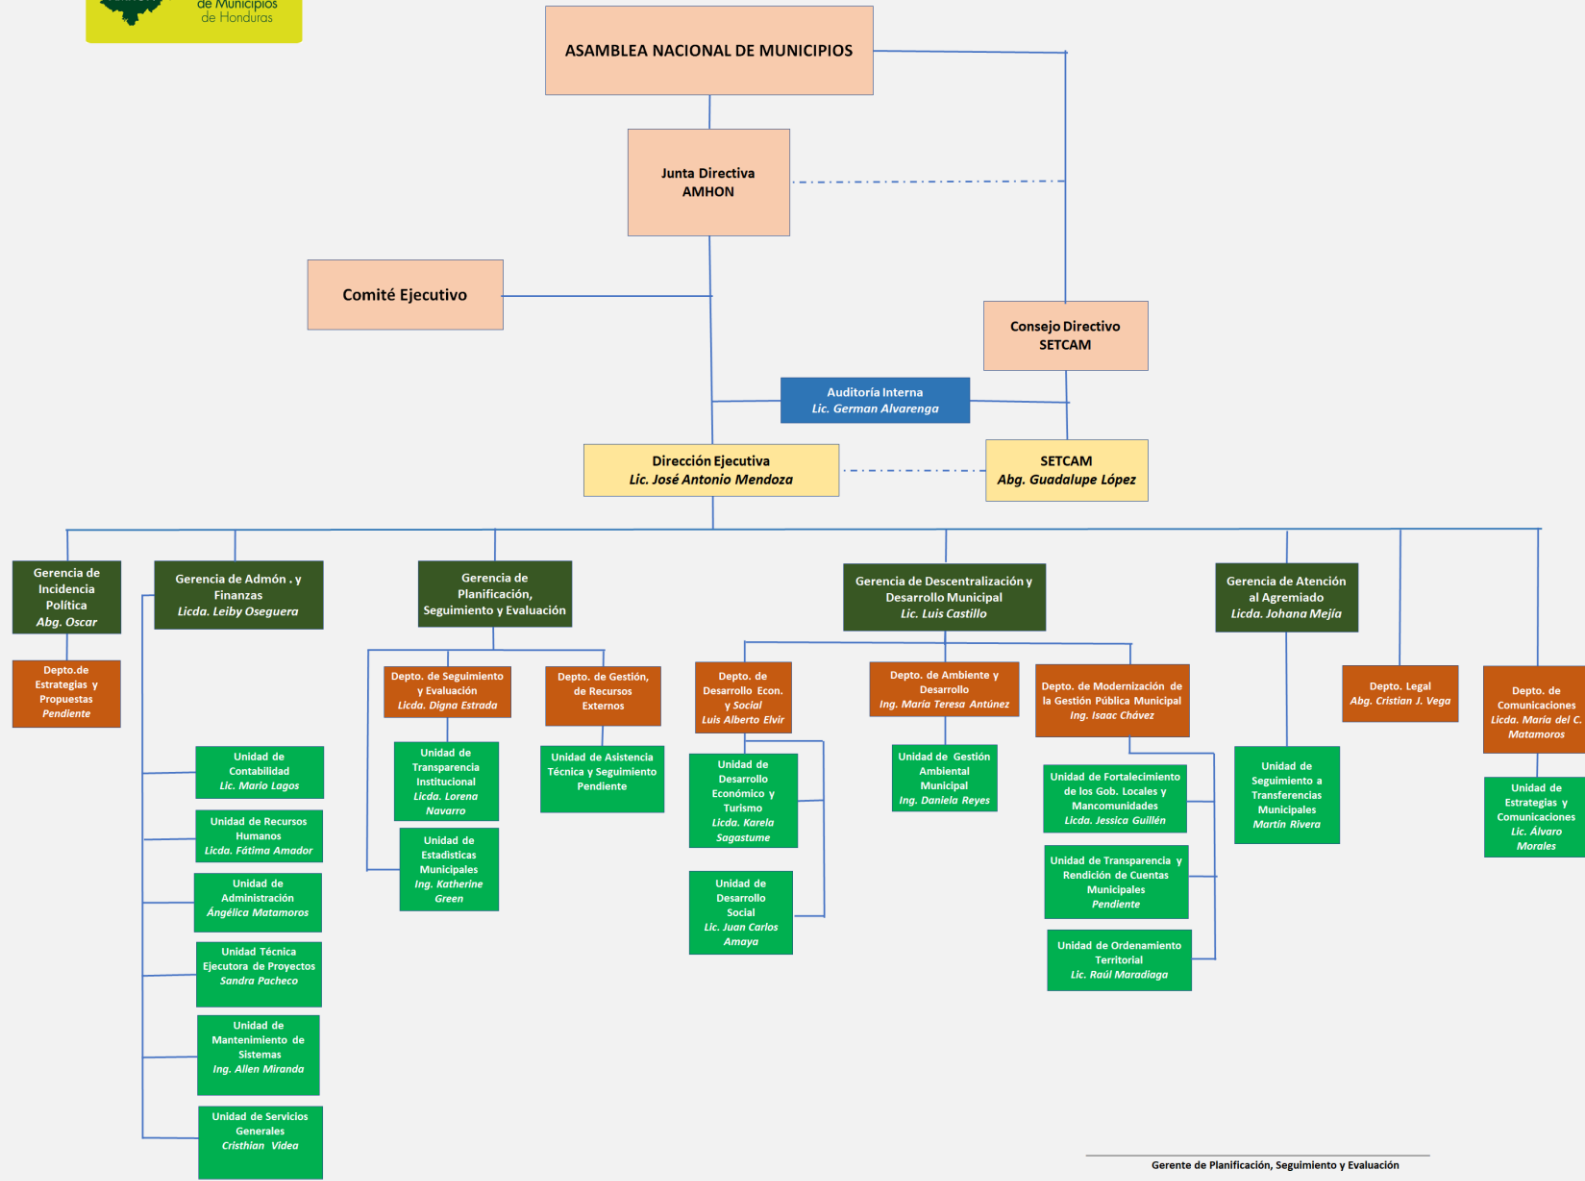 de Municipios
de Honduras
ASAMBLEA NACIONAL DE MUNICIPIOS
Junta Directiva
AMHON
Comité Ejecutivo
Consejo Directivo
SETCAM
Auditoría Interna
Lic. German Alvarenga
Dirección Ejecutiva
Lic. José Antonio Mendoza
SETCAM
Abg. Guadalupe López
Gerencia de
Incidencia
Política
Abg. Oscar
Gerencia de Admón . y
Finanzas
Licda. Leiby Oseguera
Gerencia de
Planificación,
Seguimiento y Evaluación
Gerencia de Descentralización y
Desarrollo Municipal
Lic. Luis Castillo
Gerencia de Atención
al Agremiado
Licda. Johana Mejía
Depto.de
Estrategias y
Propuestas
Pendiente
Depto. de Seguimiento
y Evaluación
Licda. Digna Estrada
Depto. de Gestión,
de Recursos
Externos
Depto. de
Desarrollo Econ.
y Social
Luis Alberto Elvir
Depto. de Ambiente y
Desarrollo
Ing. María Teresa Antúnez
Depto. de Modernización de
la Gestión Pública Municipal
Ing. Isaac Chávez
Depto. Legal
Abg. Cristian J. Vega
Depto. de
Comunicaciones
Licda. María del C.
Matamoros
Unidad de
Contabilidad
Lic. Mario Lagos
Unidad de Recursos
Humanos
Licda. Fátima Amador
Unidad de
Administración
Ángélica Matamoros
Unidad Técnica
Ejecutora de Proyectos
Sandra Pacheco
Unidad de
Mantenimiento de
Sistemas
Ing. Allen Miranda
Unidad de Servicios
Generales
Cristhian Videa
Unidad de
Transparencia
Institucional
Licda. Lorena
Navarro
Unidad de
Estadìsticas
Municipales
Ing. Katherine
Green
Unidad de Asistencia
Técnica y Seguimiento
Pendiente
Unidad de
Desarrollo
Económico y
Turismo
Licda. Karela
Sagastume
Unidad de
Desarrollo
Social
Lic. Juan Carlos
Amaya
Unidad de Gestión
Ambiental
Municipal
Ing. Daniela Reyes
Unidad de Fortalecimiento
de los Gob. Locales y
Mancomunidades
Licda. Jessica Guillén
Unidad de Transparencia y
Rendición de Cuentas
Municipales
Pendiente
Unidad de Ordenamiento
Territorial
Lic. Raúl Maradiaga
Unidad de
Seguimiento a
Transferencias
Municipales
Martín Rivera
Unidad de
Estrategias y
Comunicaciones
Lic. Álvaro
Morales
Gerente de Planificación, Seguimiento y Evaluación